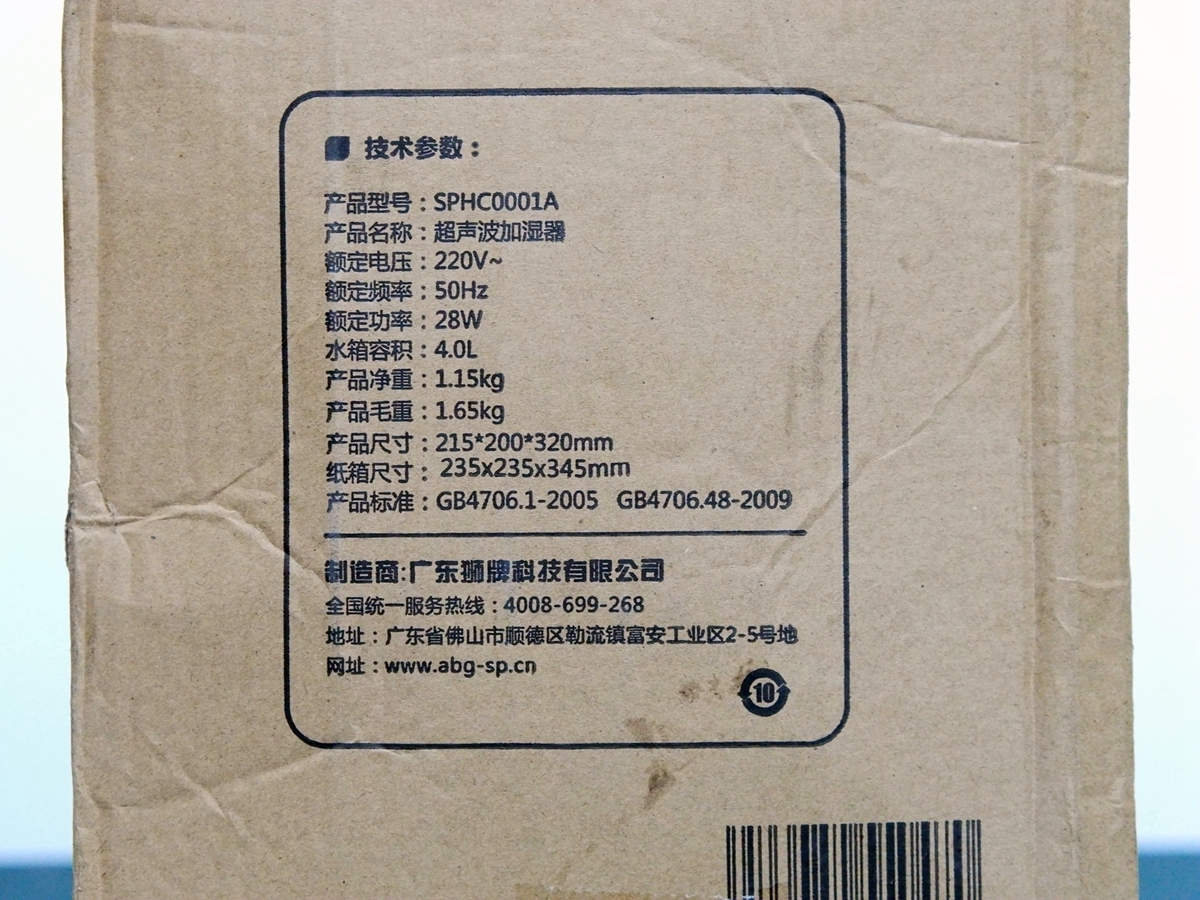 技术参数：
产品型号：SPHC0001A
产品名称：超声波加湿器
额定电压：220V~
额定频率：50Hz
额定功率：28W
水箱容积：4.0L
产品净重：1.15kg
产品毛重：1.65kg
产品尺寸：215*200*320mm
纸箱尺寸：235x235x345mm
产品标准：GB4706.1-2005 GB4706.48-2009
制造商:广东狮牌科技有限公司
全国统一服务热线：4008-699-268
地址：广东省佛山市顺德区勒流镇富安工业区2-5号地
网址：www.abg-sp.cn
10